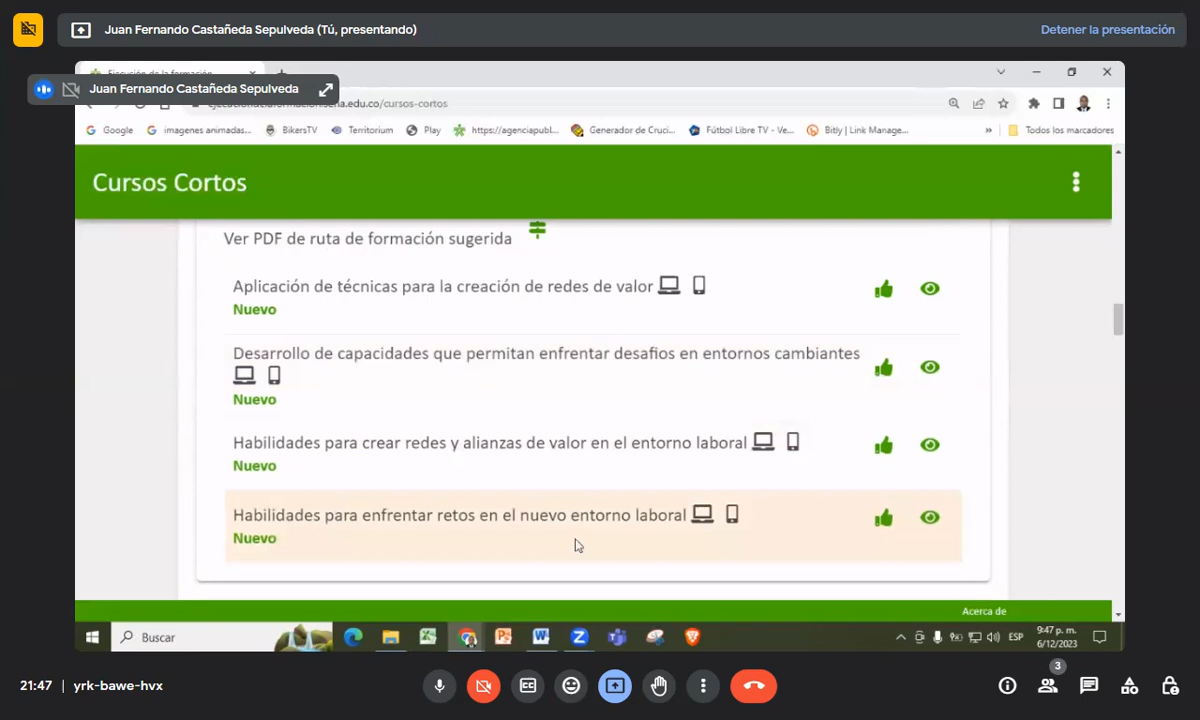 Juan Fernando Castañeda Sepulveda (Tú, presentando)
Detener la presentación
Juan Fernando Castañeda Sepulveda
.edu.co/cursos-cortos
Google
imagenes animadas...
BikersTV
Territorium
Play
https://agenciapubl...
Generador de Cruci...
Fútbol Libre TV - Ve...
Bitly | Link Manage...
»
Todos los marcadores
Cursos Cortos
Ver PDF de ruta de formación sugerida
Aplicación de técnicas para la creación de redes de valor
Nuevo
Desarrollo de capacidades que permitan enfrentar desafios en entornos cambiantes
Nuevo
Habilidades para crear redes y alianzas de valor en el entorno laboral
Nuevo
Habilidades para enfrentar retos en el nuevo entorno laboral
Nuevo
Acerca de
Buscar
ESP
9:47 p. m.
6/12/2023
21:47 | yrk-bawe-hvx
3